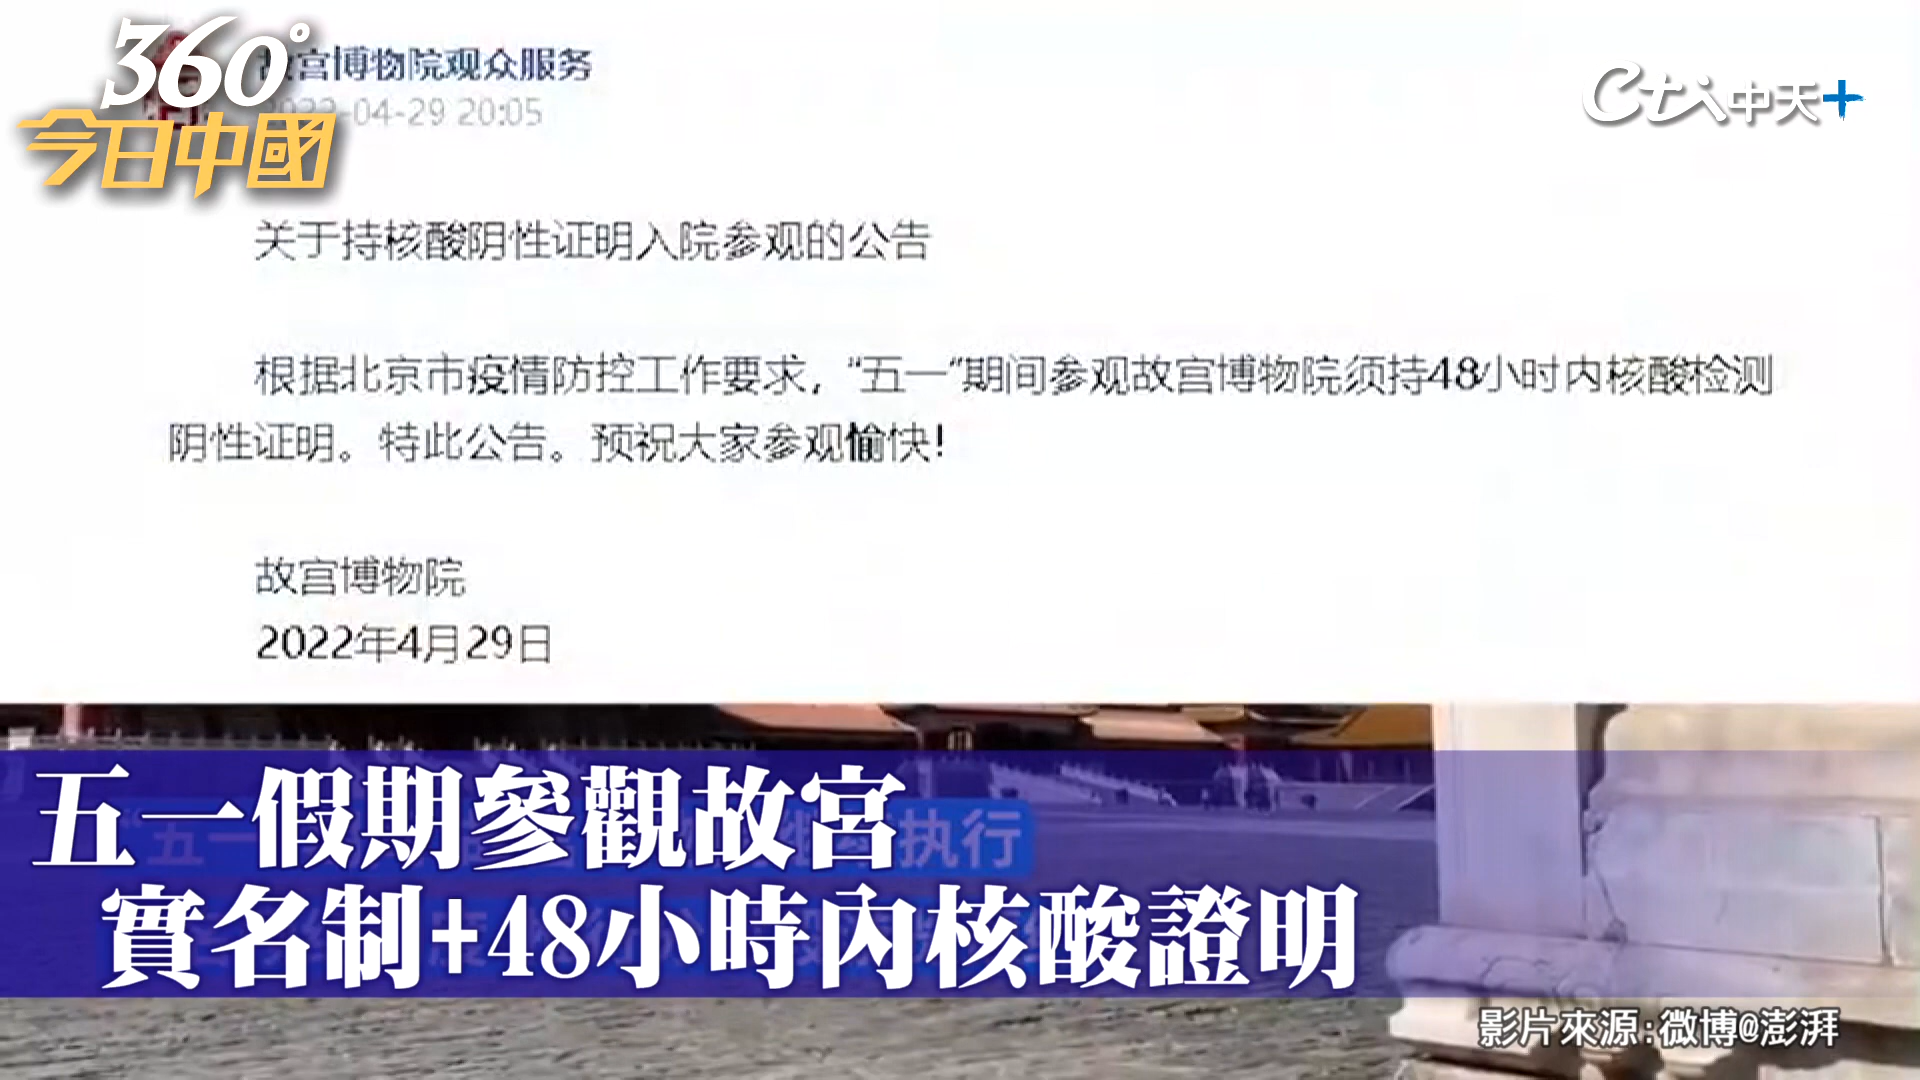 360°
今日中國
故宫博物院观众服务
2022-04-29 20:05
cti中天+
关于持核酸阴性证明入院参观的公告
根据北京市疫情防控工作要求，“五一”期间参观故宫博物院须持48小时内核酸检测
阴性证明。特此公告。预祝大家参观愉快!
故宫博物院
2022年4月29日
五一假期參觀故宮
執行
實名制+48小時內核酸證明
影片來源:微博@澎湃